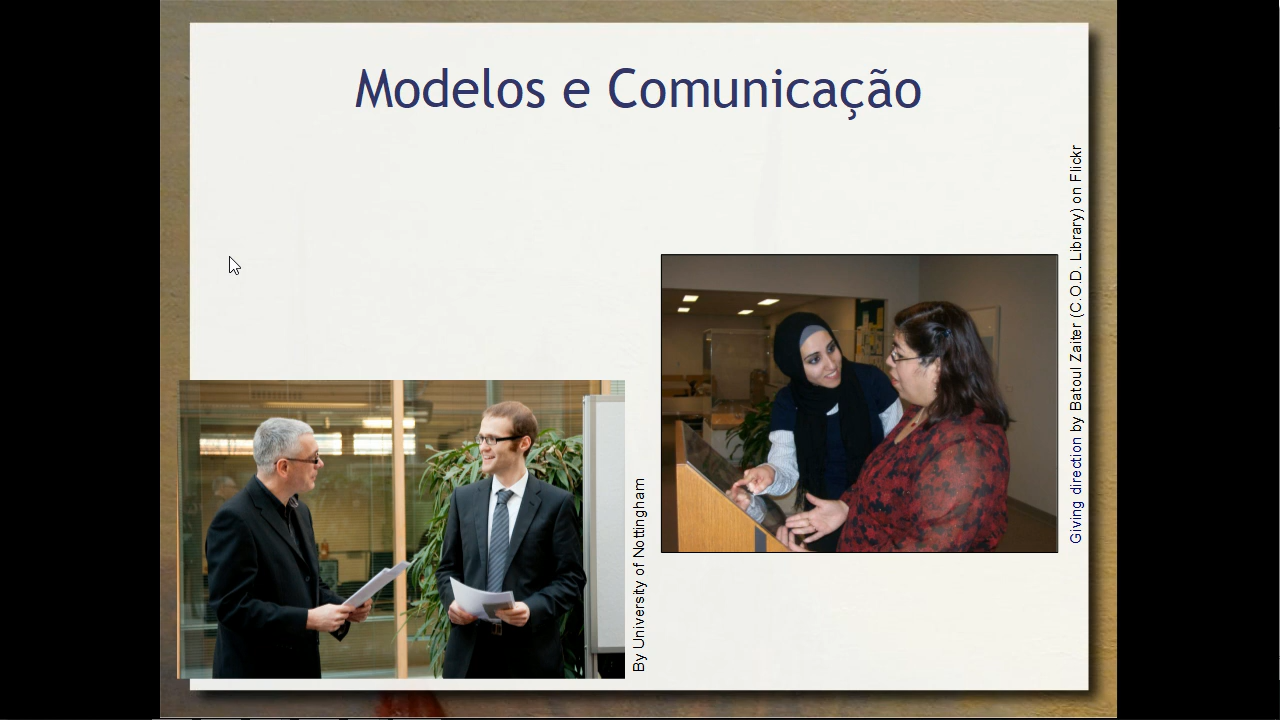 Modelos e Comunicação
By University of Nottingham
Giving direction by Batoul Zaiter (C.O.D. Library) on Flickr